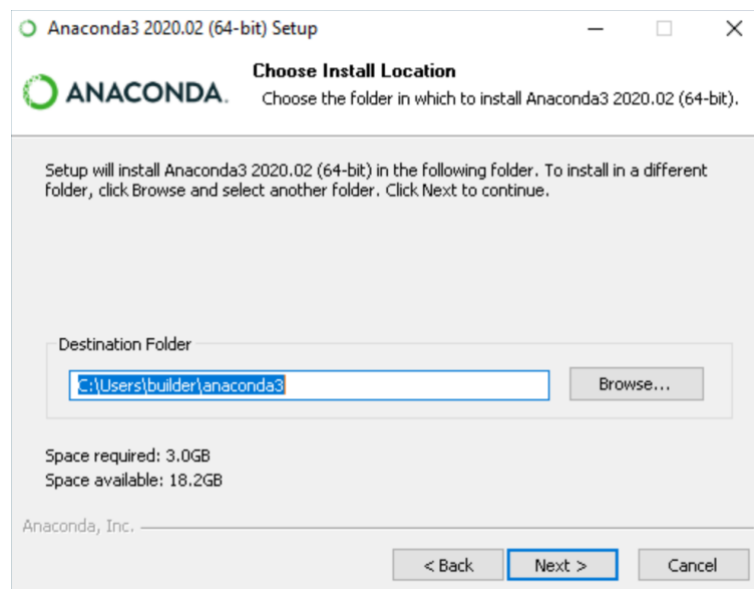 Anaconda3 2020.02 (64-bit) Setup
ANACONDA.
Choose Install Location
Choose the folder in which to install Anaconda3 2020.02 (64-bit).
Setup will install Anaconda3 2020.02 (64-bit) in the following folder. To install in a different
folder, click Browse and select another folder. Click Next to continue.
Destination Folder
C:\Users\builder\anaconda3
Browse...
Space required: 3.0GB
Space available: 18.2GB
Anaconda, Inc.
< Back
Next >
Cancel